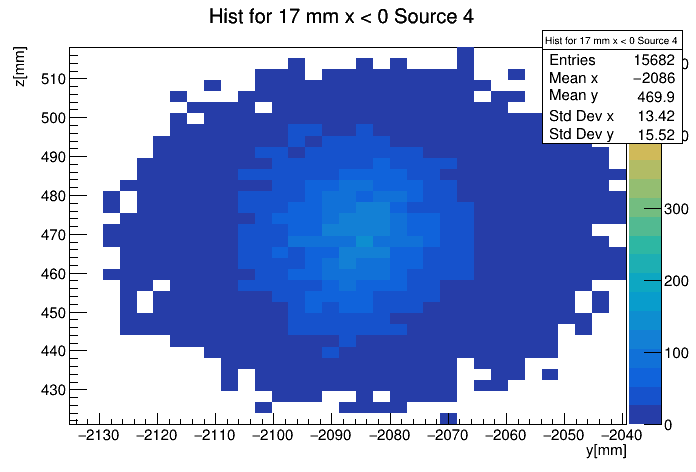 Hist for 17 mm x < 0 Source 4
Hist for 17 mm x < 0 Source 4
Entries 15682
Mean x −2086
Mean y 469.9
Std Dev x 13.42
Std Dev y 15.52
z[mm]
510
500
490
480
470
460
450
440
430
300
200
100
0
−2130 −2120 −2110 −2100 −2090 −2080 −2070 −2060 −2050 −2040
y[mm]